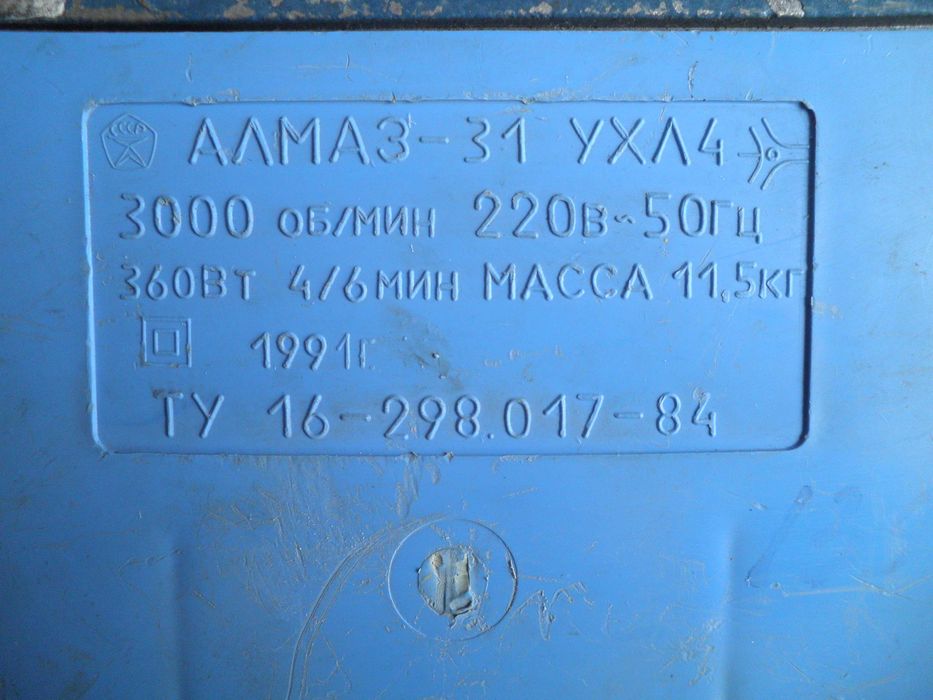 СССР АЛМАЗ-31 УХЛ4
3000 ОБ/МИН 220В~50ГЦ
360ВТ 4/6МИН МАССА 11,5КГ
1991Г.
ТУ 16-298.017-84